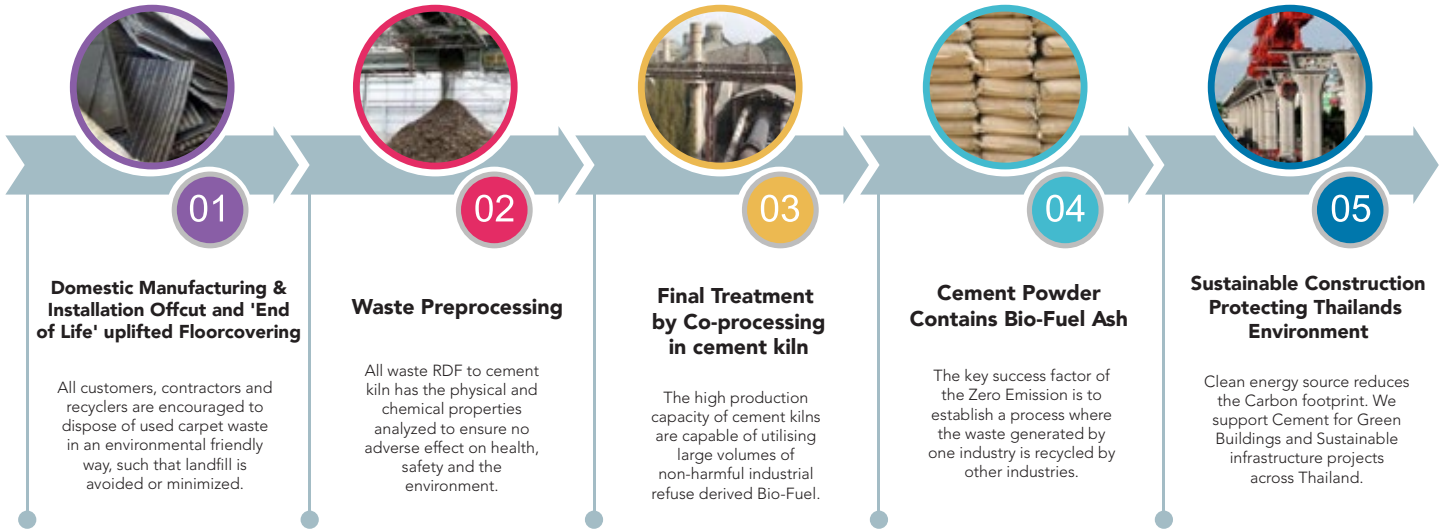 01
Domestic Manufacturing &
Installation Offcut and 'End
of Life' uplifted Floorcovering
All customers, contractors and
recyclers are encouraged to
dispose of used carpet waste
in an environmental friendly
way, such that landfill is
avoided or minimized.
02
Waste Preprocessing
All waste RDF to cement
kiln has the physical and
chemical properties
analyzed to ensure no
adverse effect on health,
safety and the
environment.
03
Final Treatment
by Co-processing
in cement kiln
The high production
capacity of cement kilns
are capable of utilising
large volumes of
non-harmful industrial
refuse derived Bio-Fuel.
04
Cement Powder
Contains Bio-Fuel Ash
The key success factor of
the Zero Emission is to
establish a process where
the waste generated by
one industry is recycled by
other industries.
05
Sustainable Construction
Protecting Thailands
Environment
Clean energy source reduces
the Carbon footprint. We
support Cement for Green
Buildings and Sustainable
infrastructure projects
across Thailand.